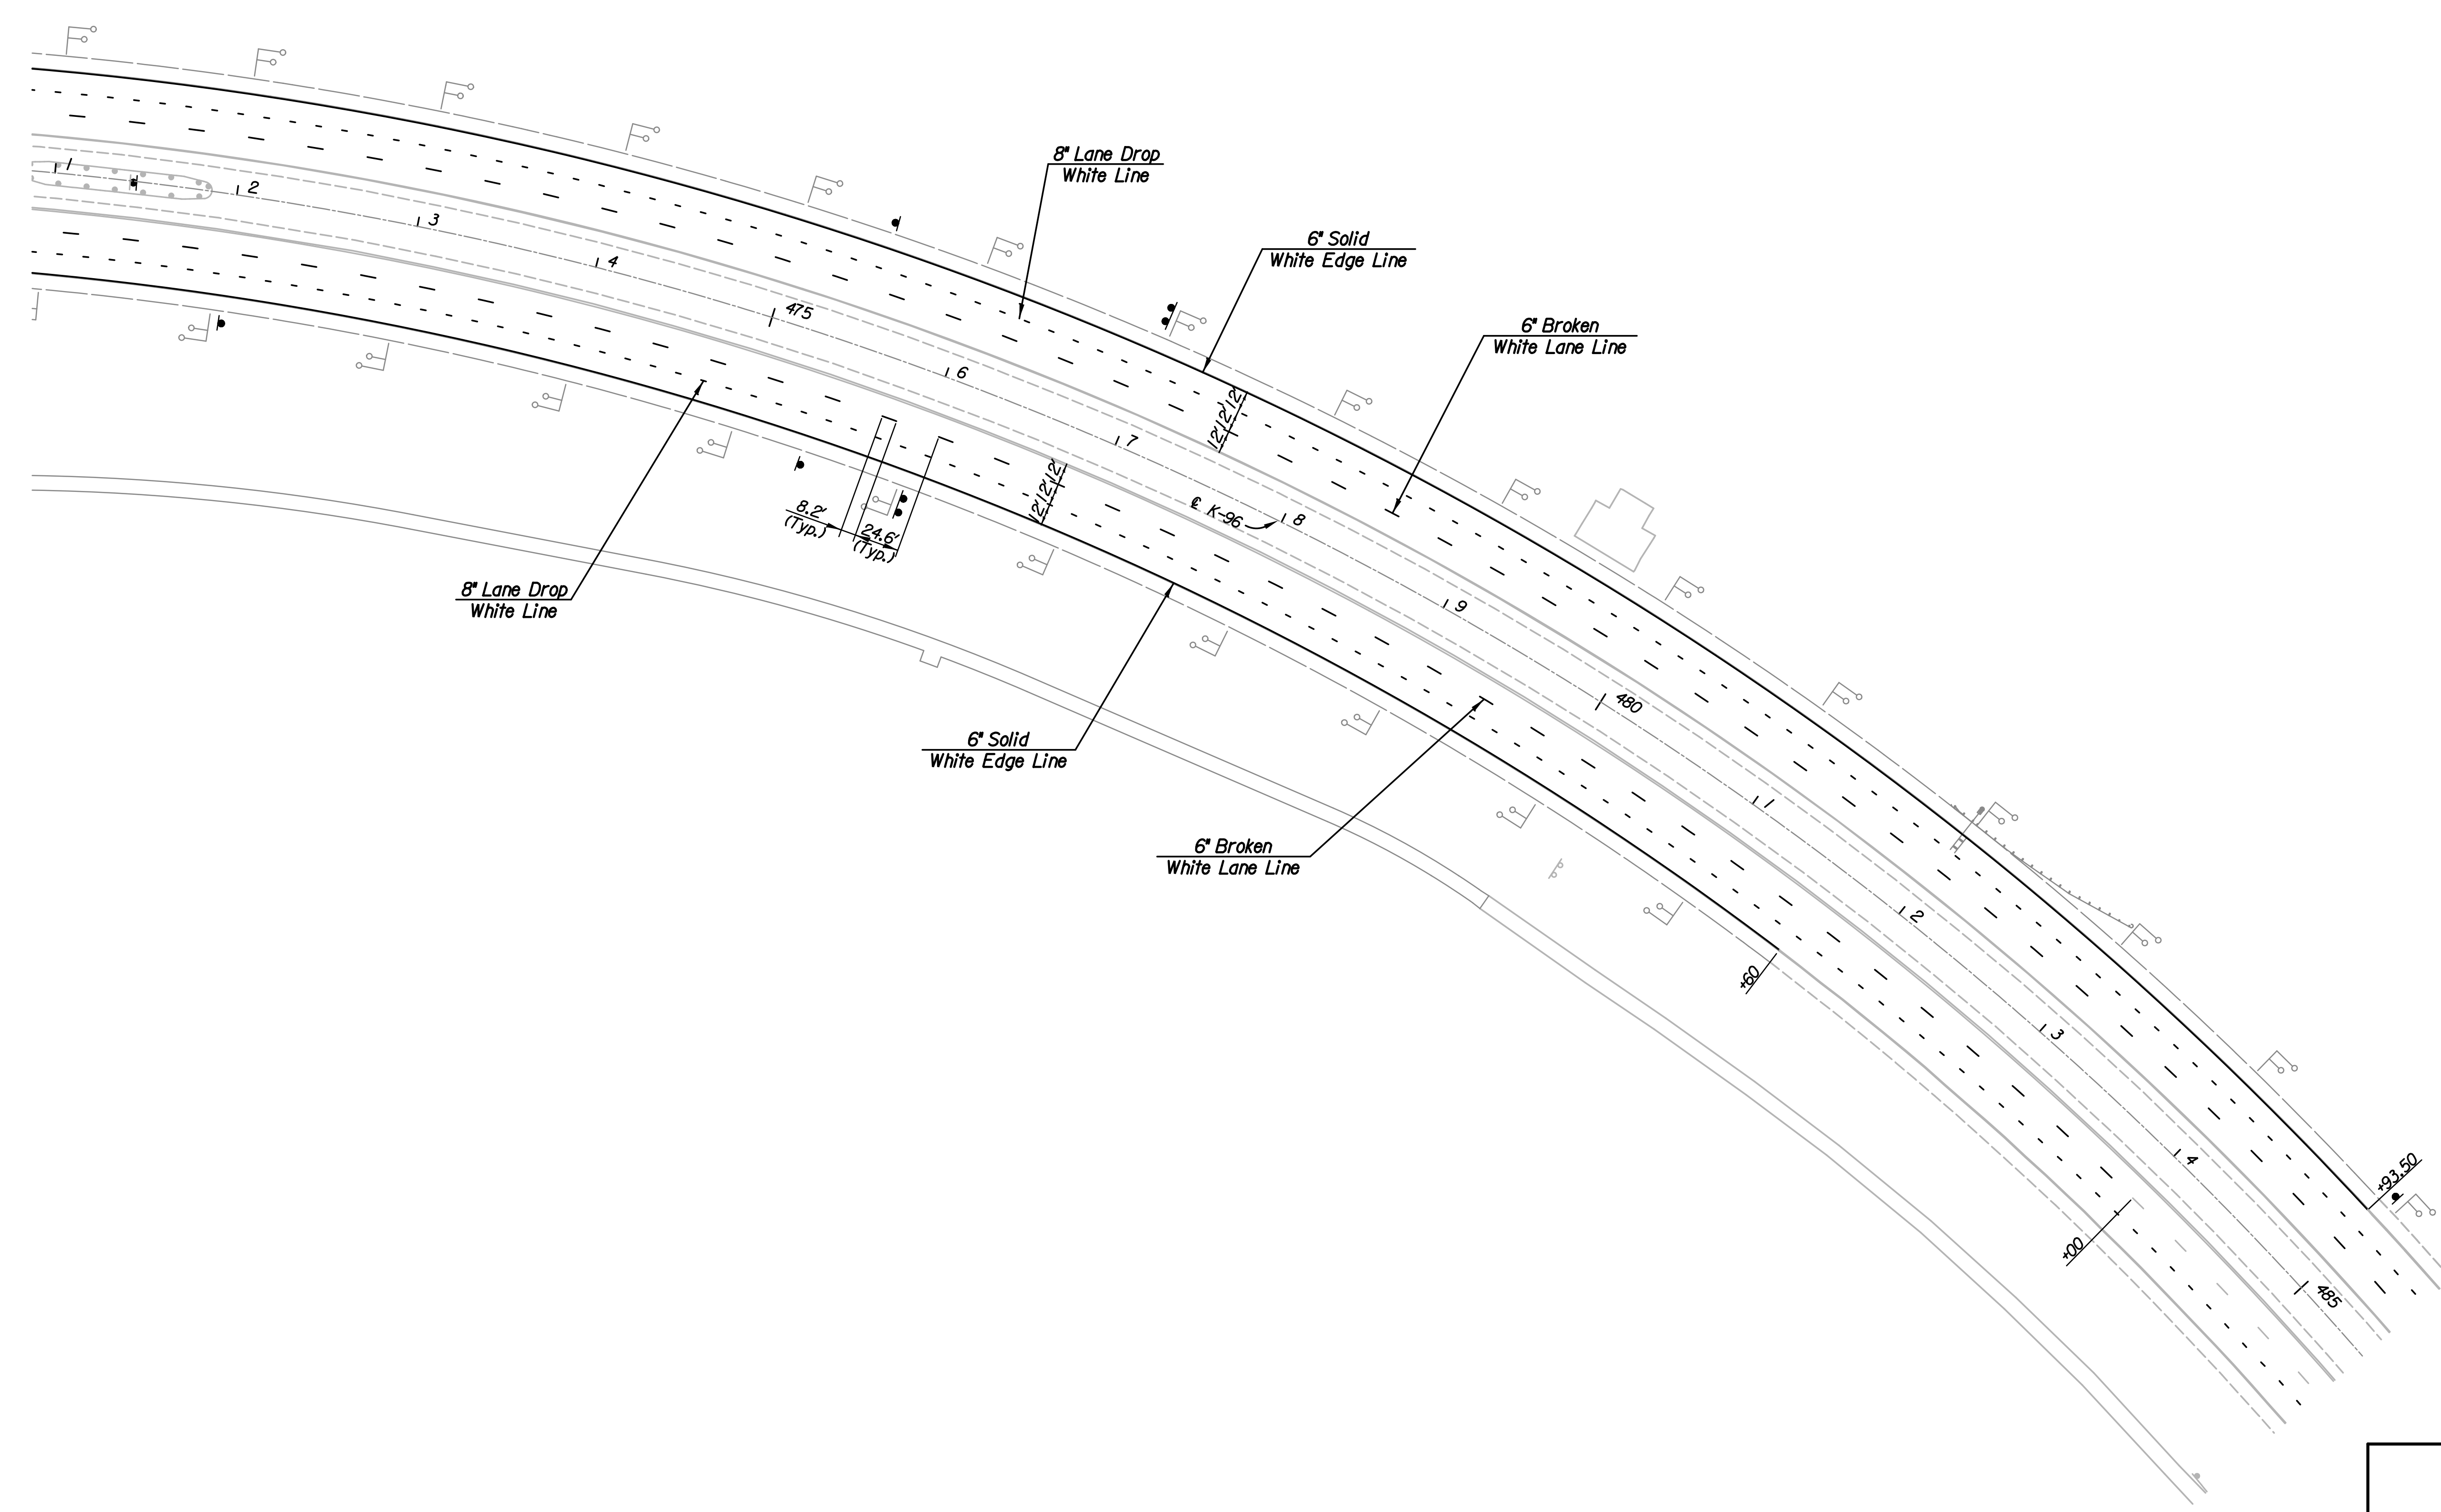 8" Lane Drop
White Line
1
2
6" Solid
White Edge Line
3
4
475
6" Broken
White Lane Line
6
12' 12' 12'
7
12' 12' 12'
8.2'
(Typ.)
24.6'
(Typ.)
℄ K-96
8
8" Lane Drop
White Line
9
480
6" Solid
White Edge Line
1
6" Broken
White Lane Line
2
+60
3
4
+93.50
+00
485